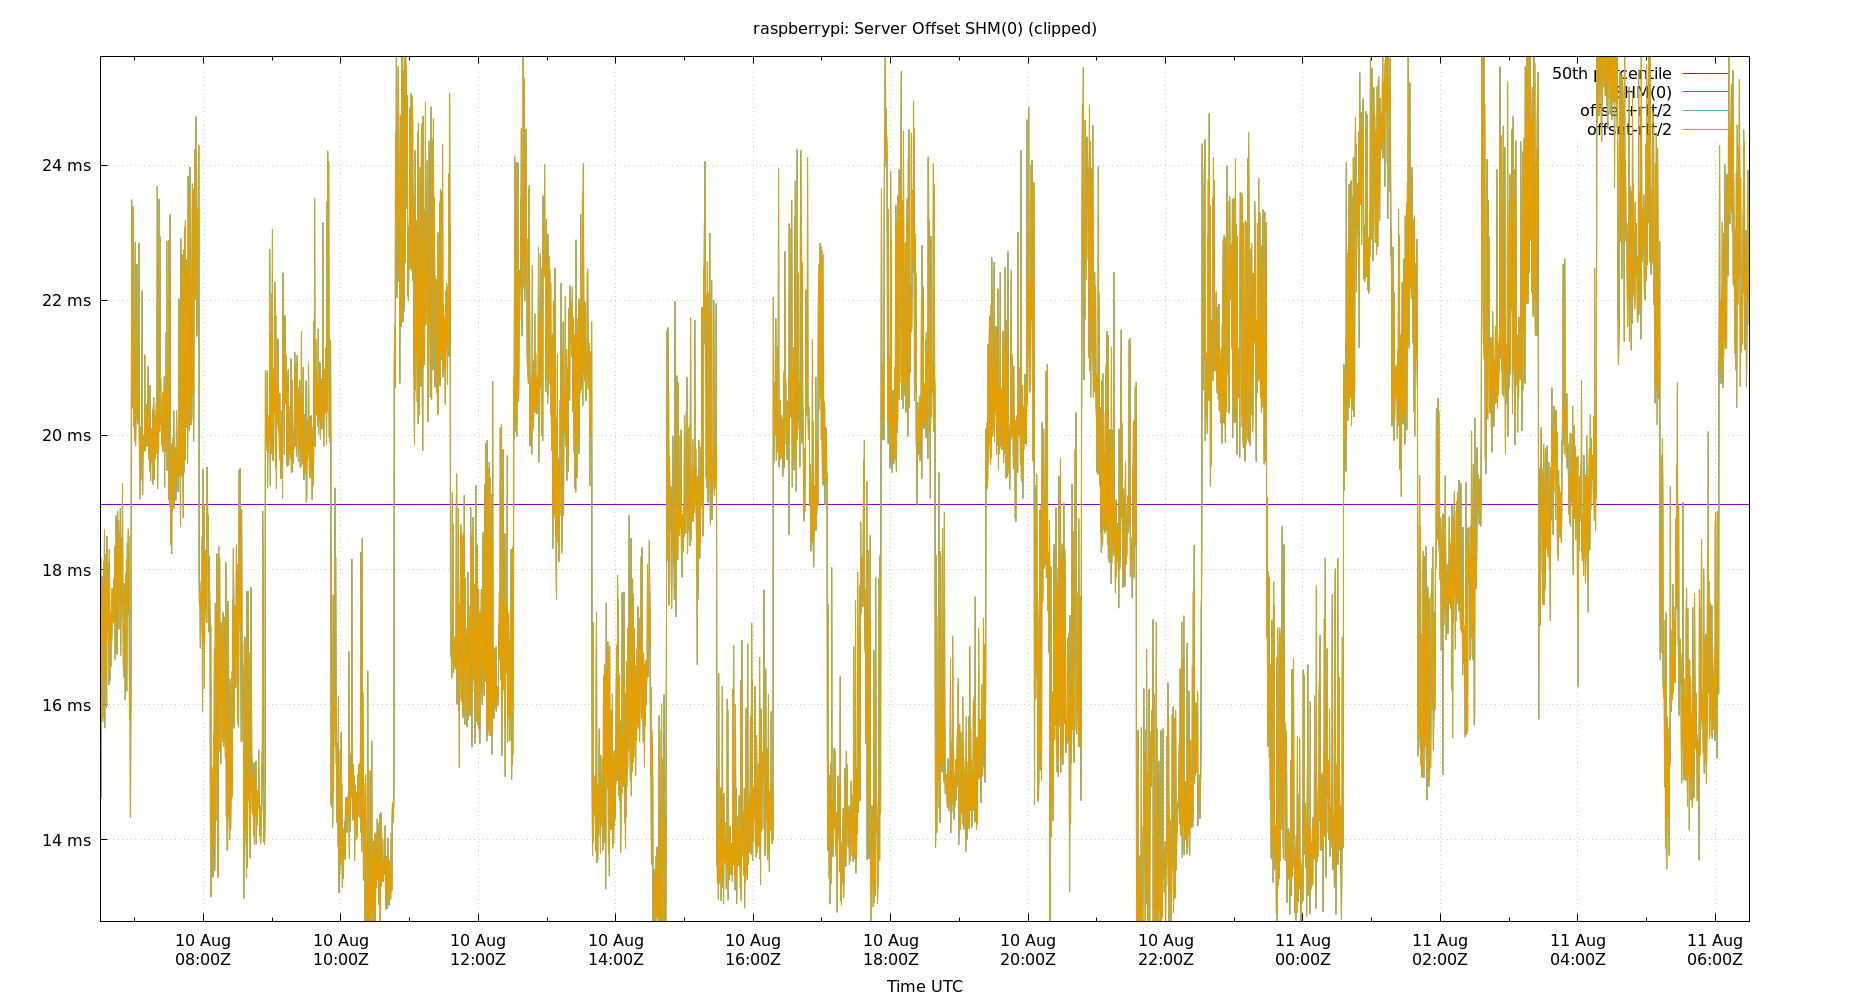 raspberrypi: Server Offset SHM(0) (clipped)
50th percentile
SHM(0)
offset+rtt/2
offset-rtt/2
24 ms
22 ms
20 ms
18 ms
16 ms
14 ms
10 Aug 10 Aug 10 Aug 10 Aug 10 Aug 10 Aug 10 Aug 10 Aug 11 Aug 11 Aug 11 Aug 11 Aug
08:00Z 10:00Z 12:00Z 14:00Z 16:00Z 18:00Z 20:00Z 22:00Z 00:00Z 02:00Z 04:00Z 06:00Z
Time UTC